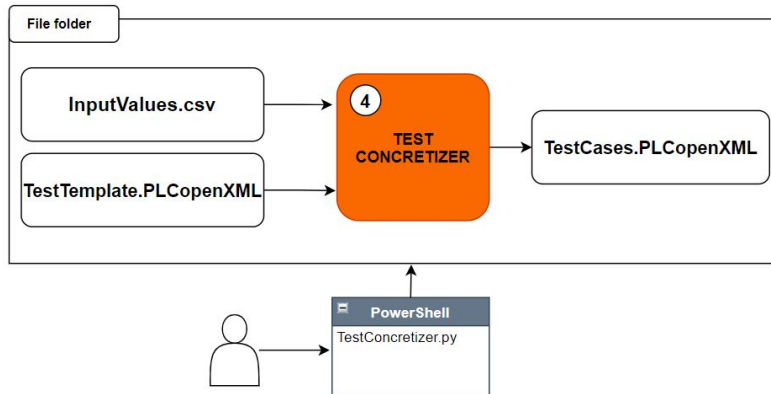 File folder
InputValues.csv
4
TEST
CONCRETIZER
TestCases.PLCopenXML
TestTemplate.PLCopenXML
PowerShell
TestConcretizer.py